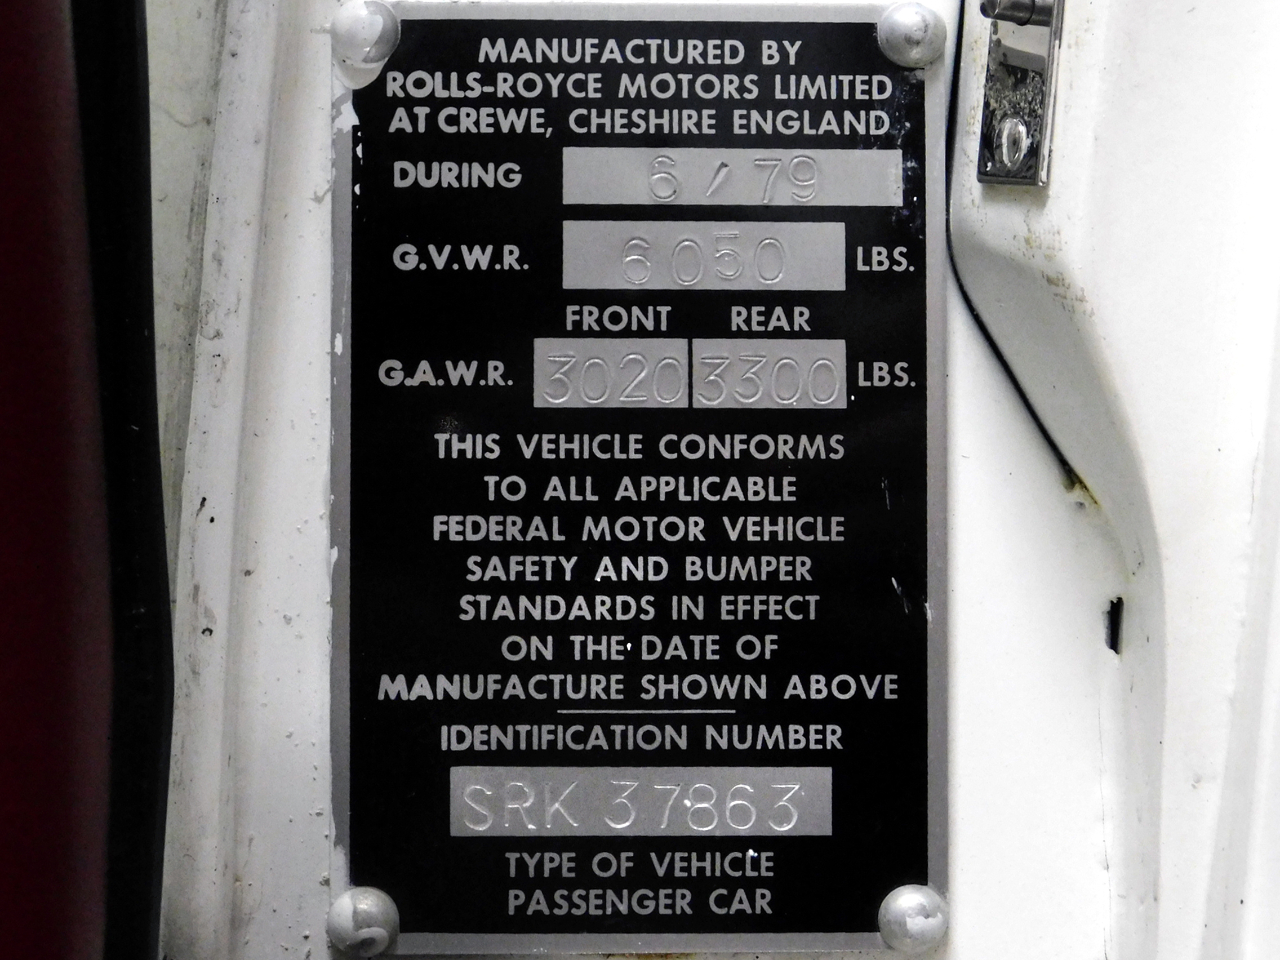 MANUFACTURED BY
ROLLS-ROYCE MOTORS LIMITED
AT CREWE, CHESHIRE ENGLAND
DURING 6 / 79
G.V.W.R. 6050 LBS.
FRONT REAR
G.A.W.R. 3020 3300 LBS.
THIS VEHICLE CONFORMS
TO ALL APPLICABLE
FEDERAL MOTOR VEHICLE
SAFETY AND BUMPER
STANDARDS IN EFFECT
ON THE DATE OF
MANUFACTURE SHOWN ABOVE
IDENTIFICATION NUMBER
SRK 37863
TYPE OF VEHICLE
PASSENGER CAR